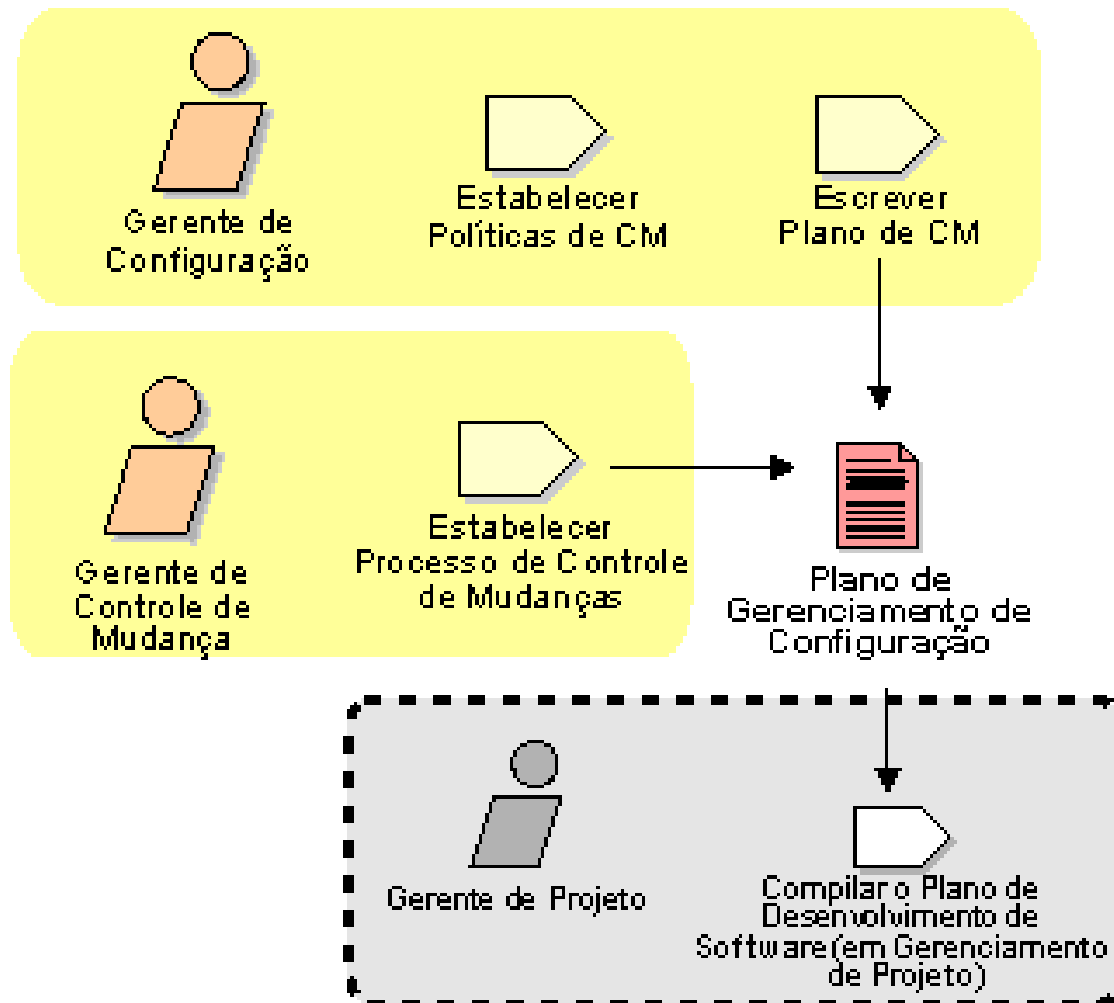 Gerente de
Configuração
Estabelecer
Políticas de CM
Escrever
Plano de CM
Gerente de
Controle de
Mudança
Estabelecer
Processo de Controle
de Mudanças
Plano de
Gerenciamento de
Configuração
Gerente de Projeto
Compilar o Plano de
Desenvolvimento de
Software(em Gerenciamento
de Projeto)